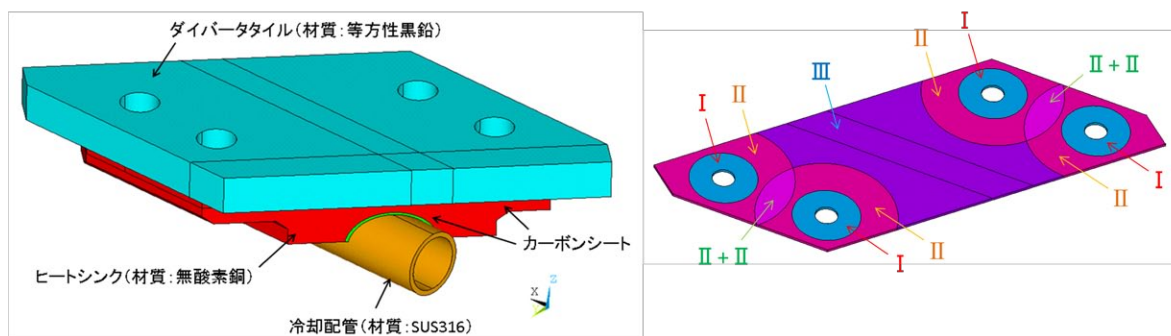 ダイバータタイル(材質:等方性黒鉛)
カーボンシート
ヒートシンク(材質:無酸素銅)
冷却配管(材質:SUS316)
X
Z
I
II
II+II
III
I
II
I
II
I
II
II+II